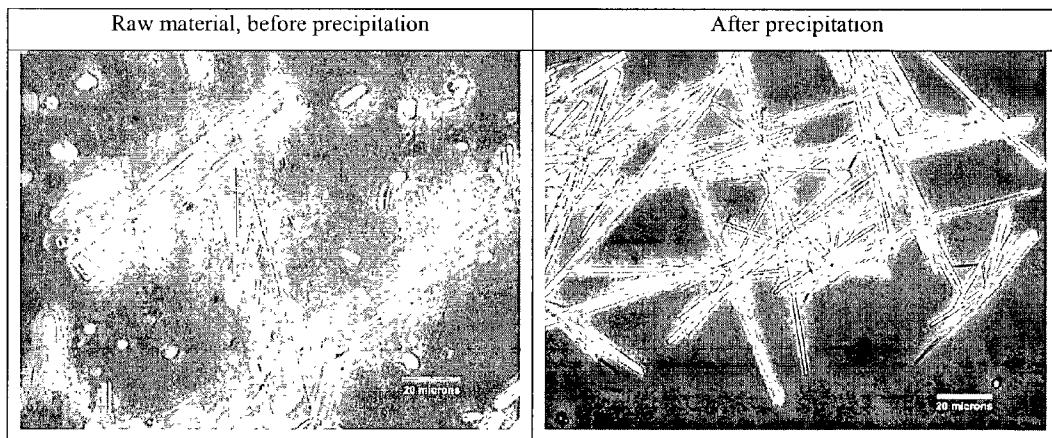 Raw material, before precipitation
After precipitation
20 microns
20 microns